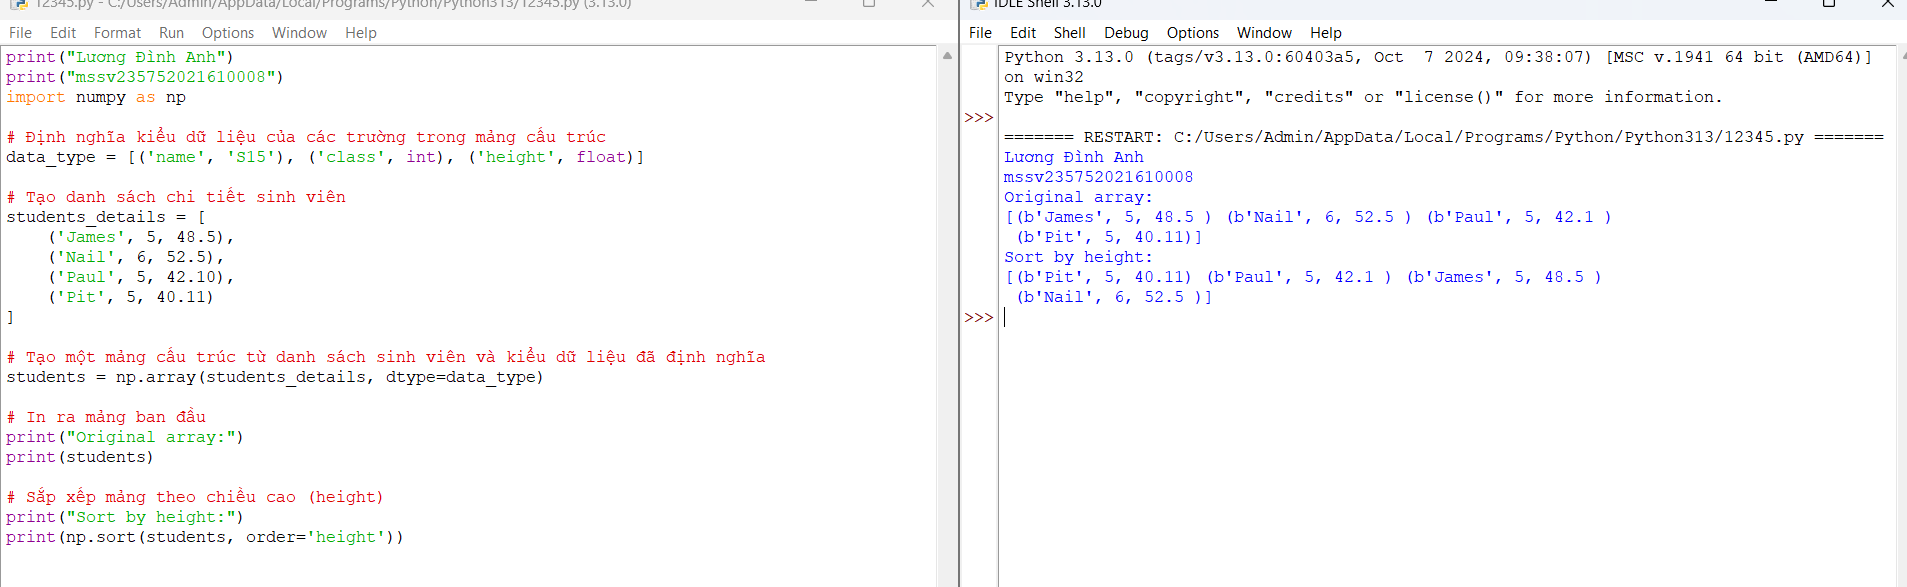 12345.py - C:/Users/Admin/AppData/Local/Programs/Python/Python313/12345.py (3.13.0)
File Edit Format Run Options Window Help
print("Lương Đình Anh")
print("mssv235752021610008")
import numpy as np
# Định nghĩa kiểu dữ liệu của các trường trong mảng cấu trúc
data_type = [('name', 'S15'), ('class', int), ('height', float)]
# Tạo danh sách chi tiết sinh viên
students_details = [
    ('James', 5, 48.5),
    ('Nail', 6, 52.5),
    ('Paul', 5, 42.10),
    ('Pit', 5, 40.11)
]
# Tạo một mảng cấu trúc từ danh sách sinh viên và kiểu dữ liệu đã định nghĩa
students = np.array(students_details, dtype=data_type)
# In ra mảng ban đầu
print("Original array:")
print(students)
# Sắp xếp mảng theo chiều cao (height)
print("Sort by height:")
print(np.sort(students, order='height'))
IDLE Shell 3.13.0
File Edit Shell Debug Options Window Help
Python 3.13.0 (tags/v3.13.0:60403a5, Oct  7 2024, 09:38:07) [MSC v.1941 64 bit (AMD64)]
on win32
Type "help", "copyright", "credits" or "license()" for more information.
>>>
======= RESTART: C:/Users/Admin/AppData/Local/Programs/Python/Python313/12345.py =======
Lương Đình Anh
mssv235752021610008
Original array:
[(b'James', 5, 48.5 ) (b'Nail', 6, 52.5 ) (b'Paul', 5, 42.1 )
 (b'Pit', 5, 40.11)]
Sort by height:
[(b'Pit', 5, 40.11) (b'Paul', 5, 42.1 ) (b'James', 5, 48.5 )
 (b'Nail', 6, 52.5 )]
>>>